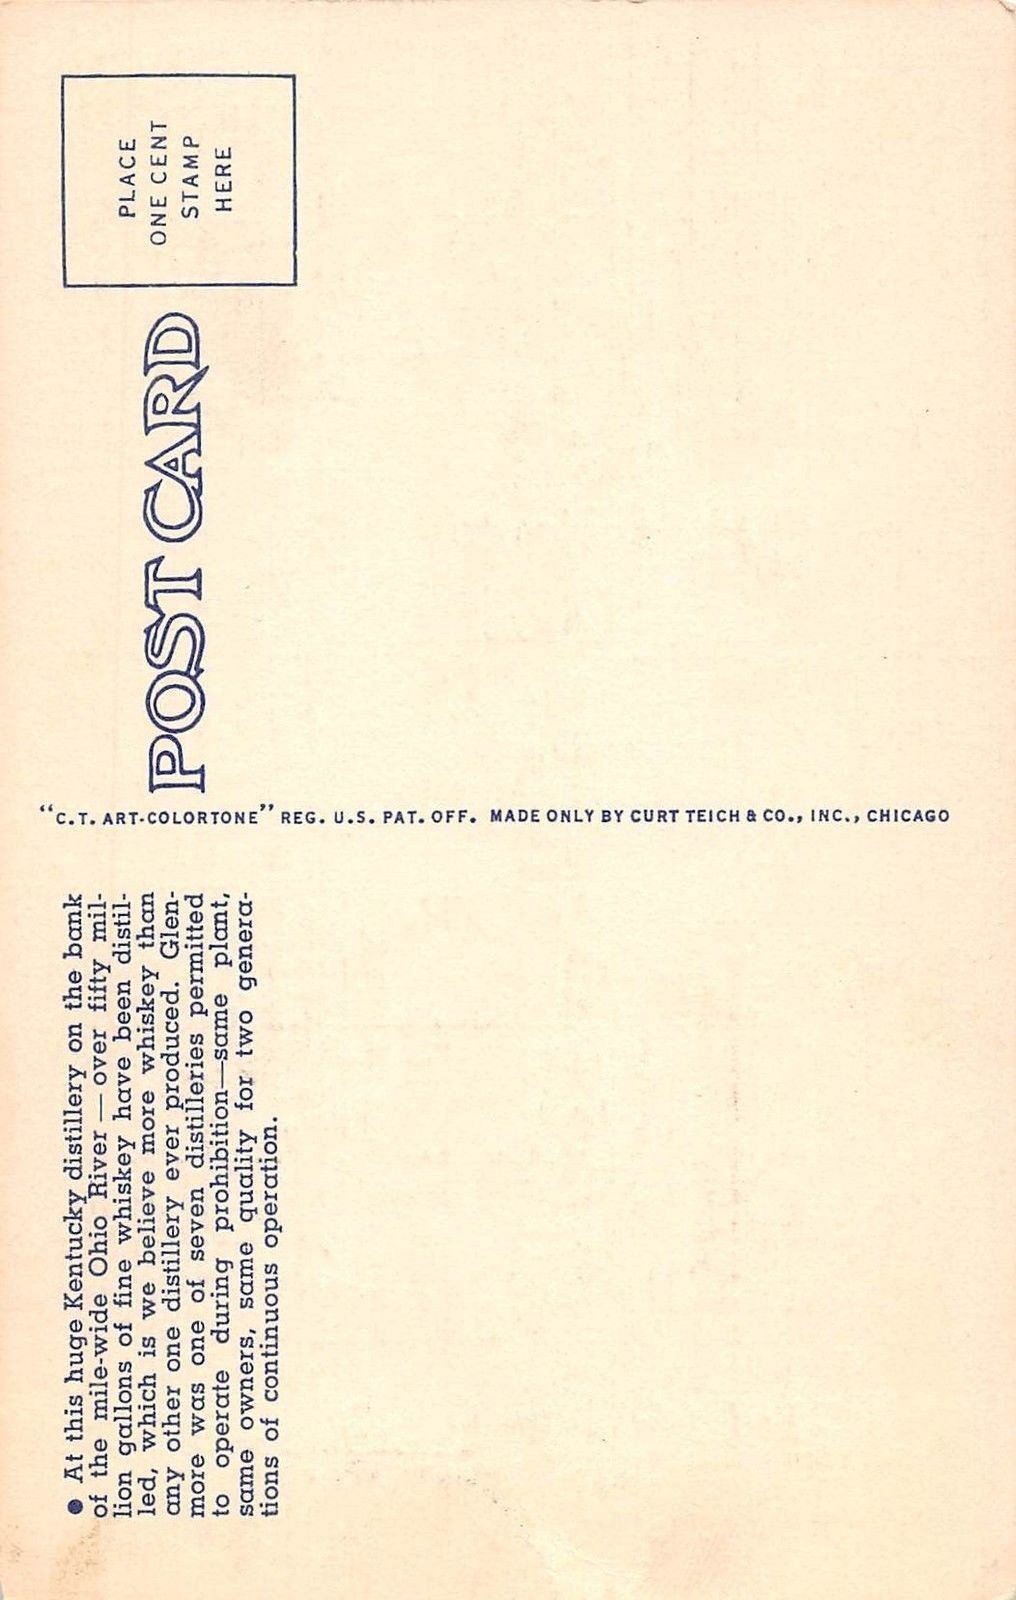 ● At this huge Kentucky distillery on the bank
of the mile-wide Ohio River — over fifty mil-
lion gallons of fine whiskey have been distil-
led, which is we believe more whiskey than
any other one distillery ever produced. Glen-
more was one of seven distilleries permitted
to operate during prohibition—same plant,
same owners, same quality for two genera-
tions of continuous operation.
"C.T. ART-COLORTONE" REG. U.S. PAT. OFF. MADE ONLY BY CURT TEICH & CO., INC., CHICAGO
POST CARD
PLACE
ONE CENT
STAMP
HERE